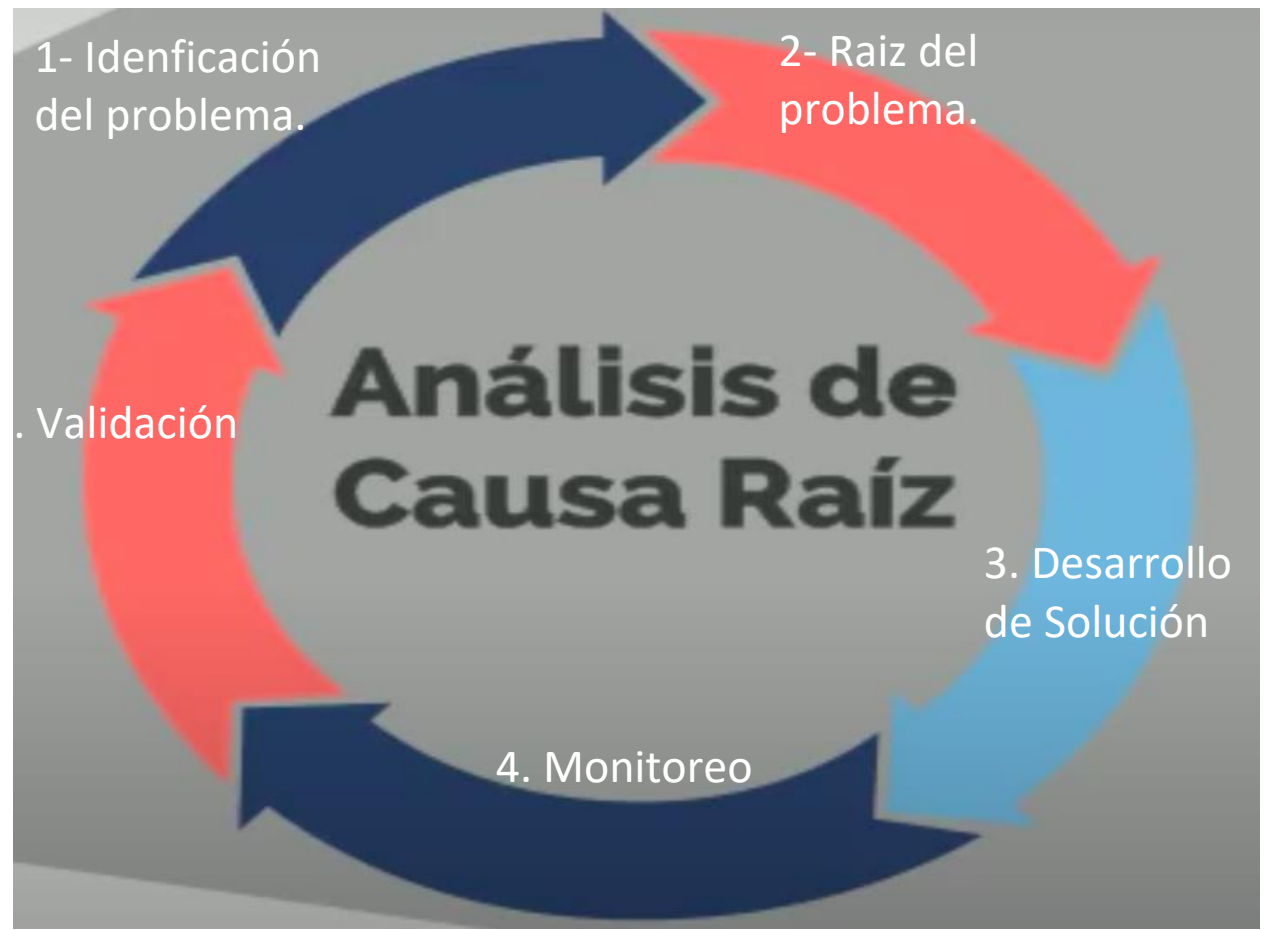 1- Idenficación
del problema.
2- Raiz del
problema.
Análisis de
Causa Raíz
3. Desarrollo
de Solución
4. Monitoreo
. Validación